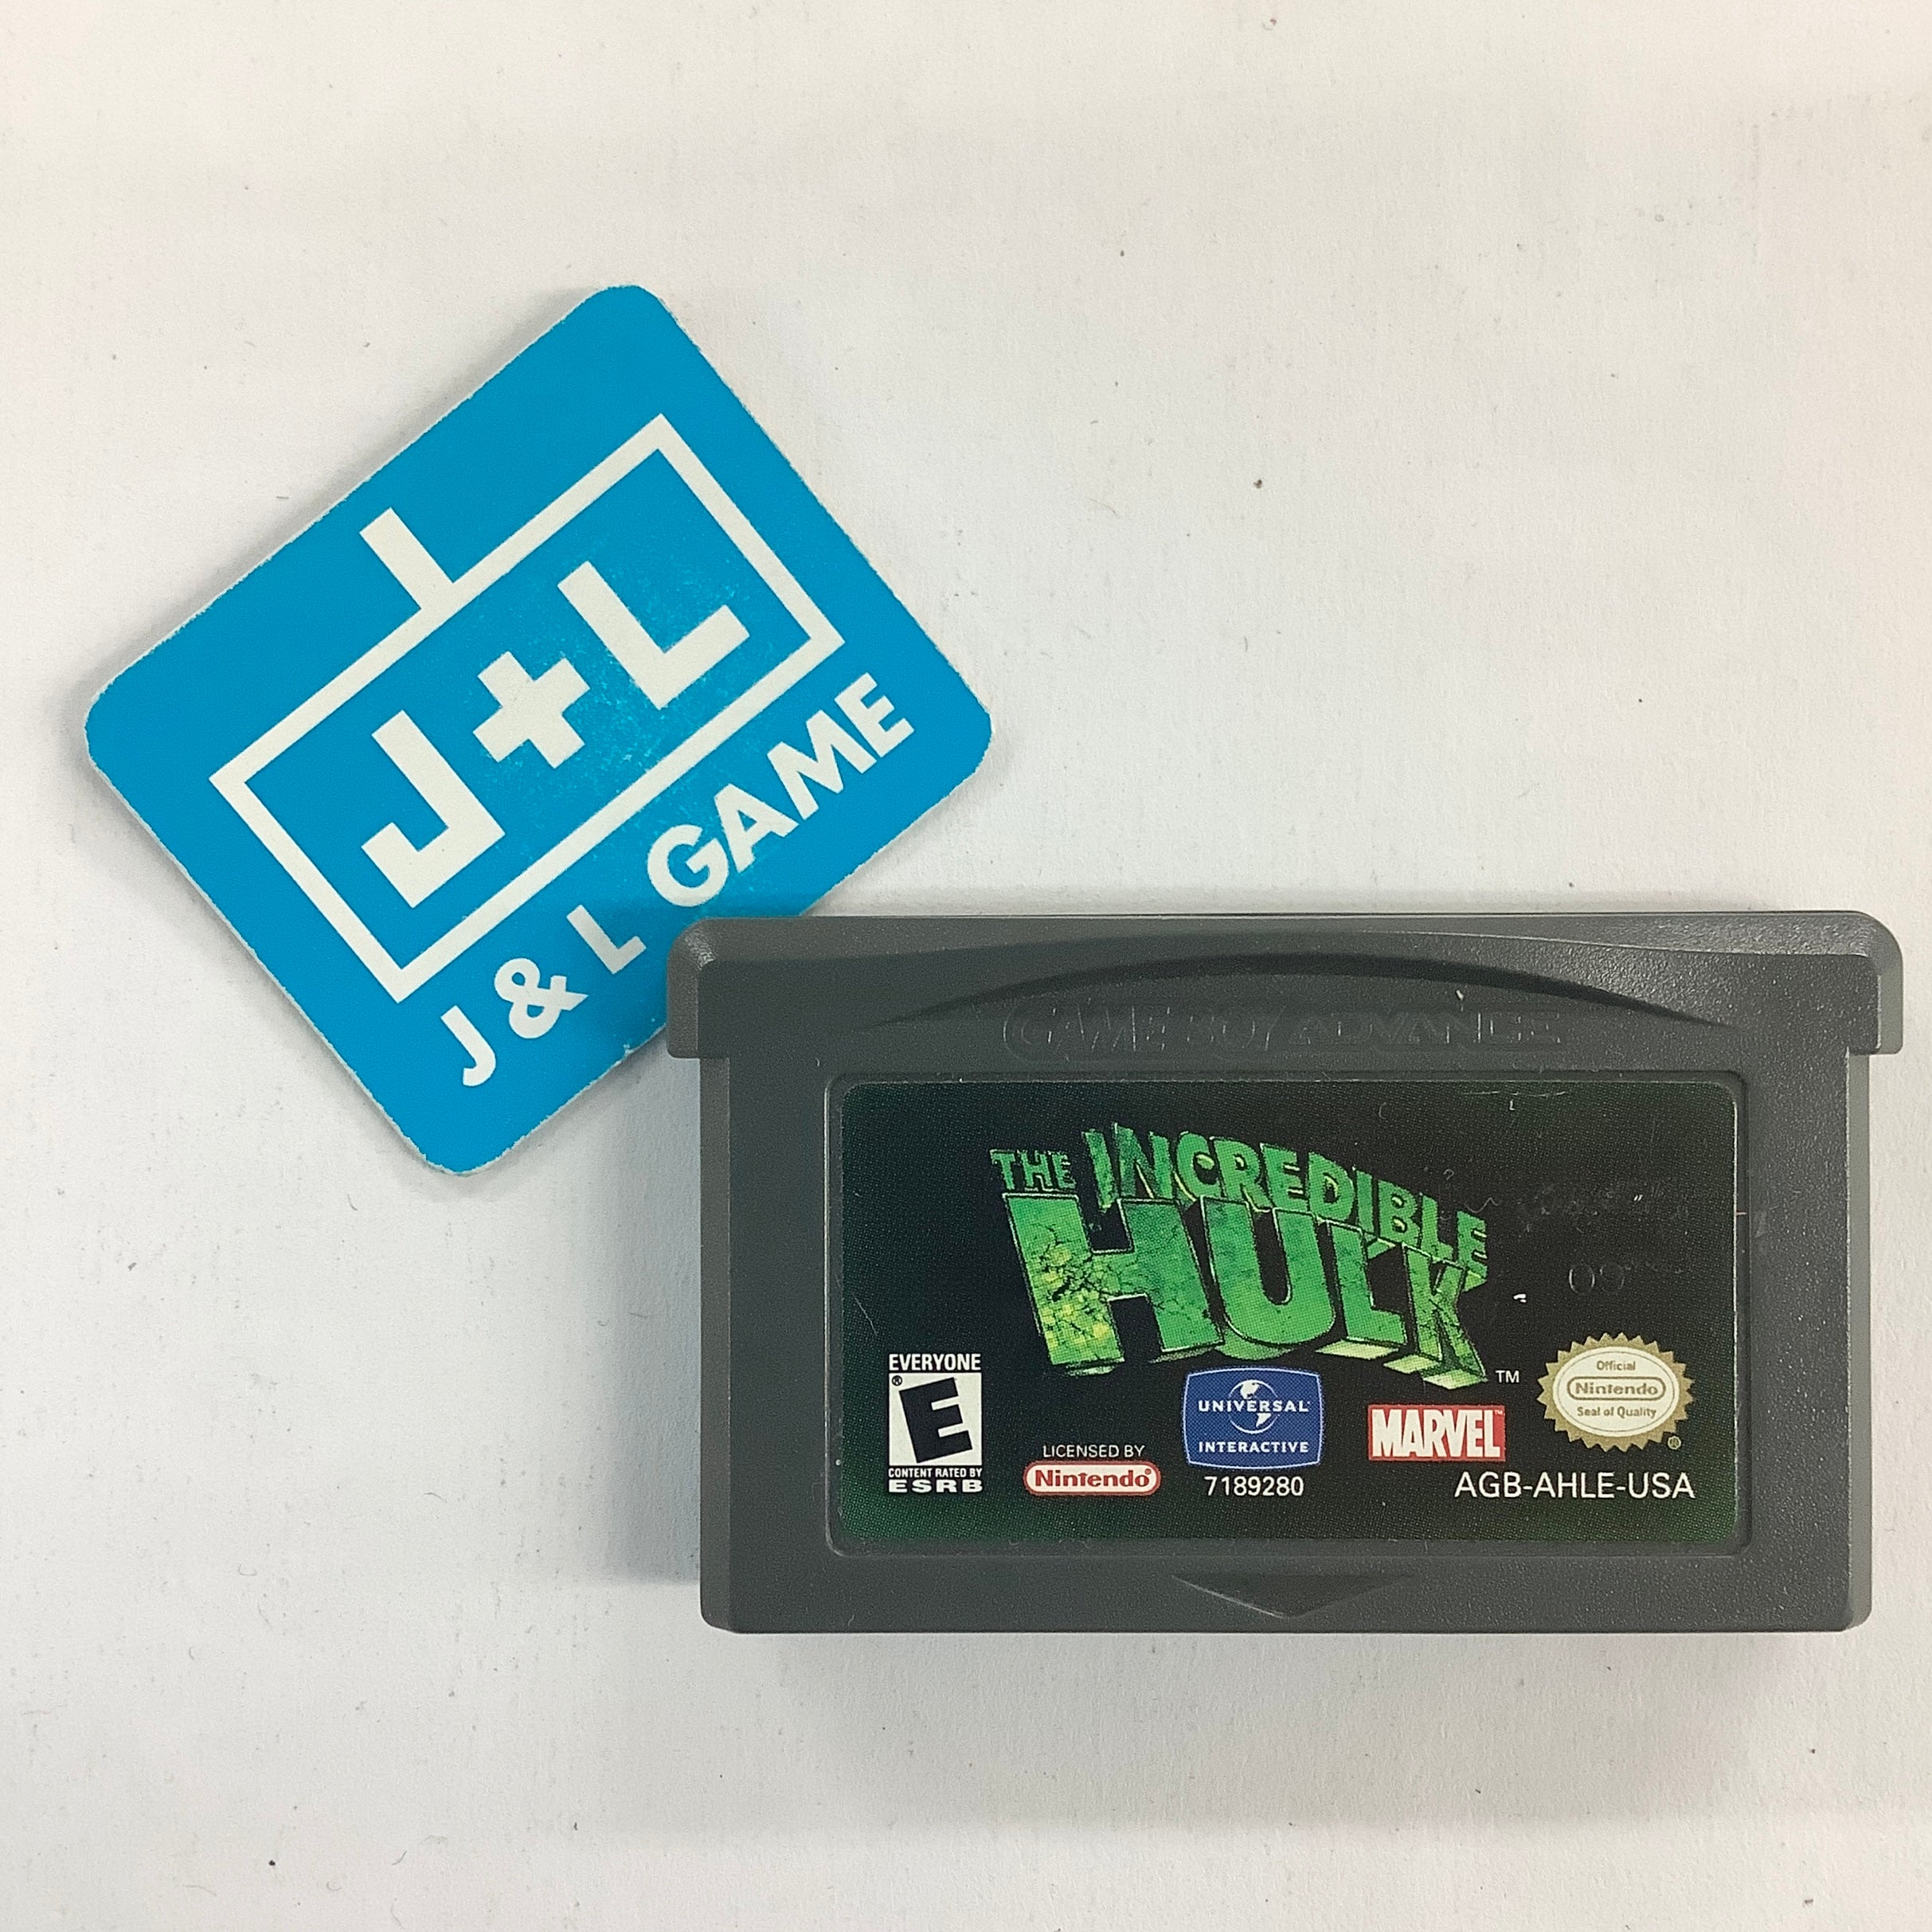 J+L
J & L GAME
GAME BOY ADVANCE
THE INCREDIBLE
HULK
TM
EVERYONE
E
®
CONTENT RATED BY
ESRB
LICENSED BY
Nintendo®
UNIVERSAL
INTERACTIVE
7189280
MARVEL
Official
Nintendo
Seal of Quality
®
AGB-AHLE-USA
09